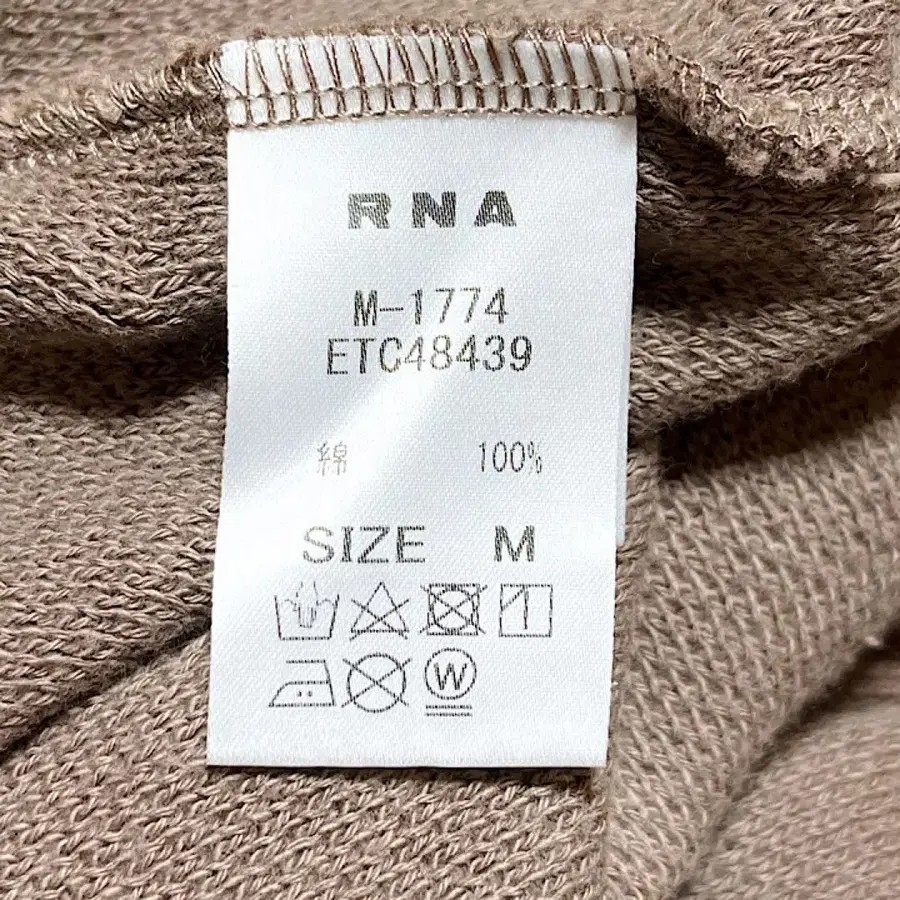 RNA
M-1774
ETC48439
綿 100%
SIZE M
W